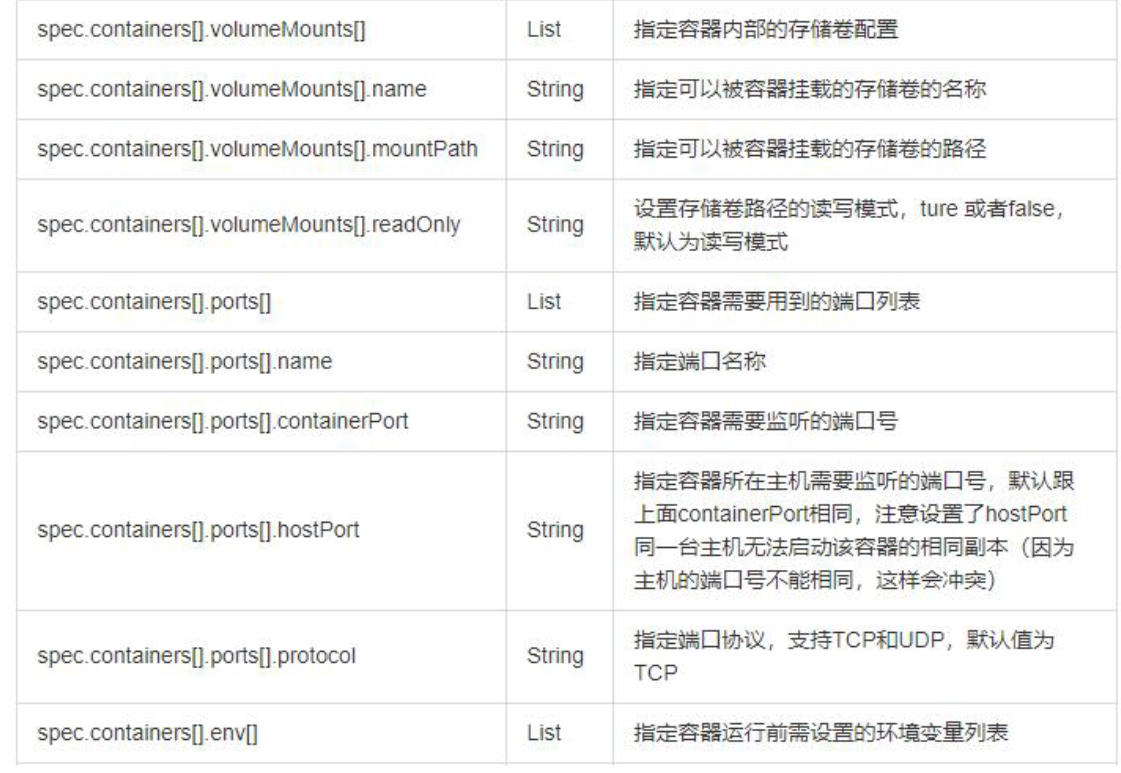 spec.containers[].volumeMounts[] List 指定容器内部的存储卷配置
spec.containers[].volumeMounts[].name String 指定可以被容器挂载的存储卷的名称
spec.containers[].volumeMounts[].mountPath String 指定可以被容器挂载的存储卷的路径
spec.containers[].volumeMounts[].readOnly String 设置存储卷路径的读写模式，ture 或者false，
默认为读写模式
spec.containers[].ports[] List 指定容器需要用到的端口列表
spec.containers[].ports[].name String 指定端口名称
spec.containers[].ports[].containerPort String 指定容器需要监听的端口号
spec.containers[].ports[].hostPort String 指定容器所在主机需要监听的端口号，默认跟
上面containerPort相同，注意设置了hostPort
同一台主机无法启动该容器的相同副本（因为
主机的端口号不能相同，这样会冲突）
spec.containers[].ports[].protocol String 指定端口协议，支持TCP和UDP，默认值为
TCP
spec.containers[].env[] List 指定容器运行前需设置的环境变量列表